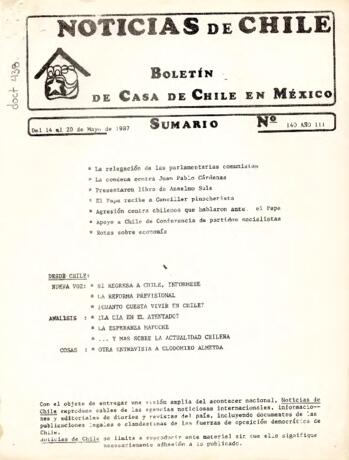 doct 438
NOTICIAS DE CHILE
BOLETÍN
DE CASA DE CHILE EN MÉXICO
Del 14 al 20 de Mayo de 1987
SUMARIO
Nº
140 AÑO III
* La relegación de las parlamentarias comunistas
* La condena contra Juan Pablo Cárdenas
* Presentaron libro de Anselmo Sule
* El Papa recibe a Canciller pinochetista
* Agresión contra chilenos que hablaron ante el Papa
* Apoyo a Chile de Conferencia de partidos socialistas
* Notas sobre economía
DESDE CHILE:
NUEVA VOZ: * SI REGRESA A CHILE, INFORMESE
* LA REFORMA PREVISIONAL
* ¿CUANTO CUESTA VIVIR EN CHILE?
ANALISIS : * ¿LA CIA EN EL ATENTADO?
* LA ESPERANZA MAPUCHE
* ... Y MAS SOBRE LA ACTUALIDAD CHILENA
COSAS : * OTRA ENTREVISTA A CLODOMIRO ALMEYDA
Con el objeto de entregar una visión amplia del acontecer nacional, Noticias de
Chile reproduce cables de las agencias noticiosas internacionales, informacio-
nes y editoriales de diarios y revistas del país, incluyendo documentos de las
publicaciones legales o clandestinas de las fuerzas de oposición democrática de
Chile.
Noticias de Chile se limita a reproducir este material sin que ello signifique
necesariamente adhesión a lo publicado.